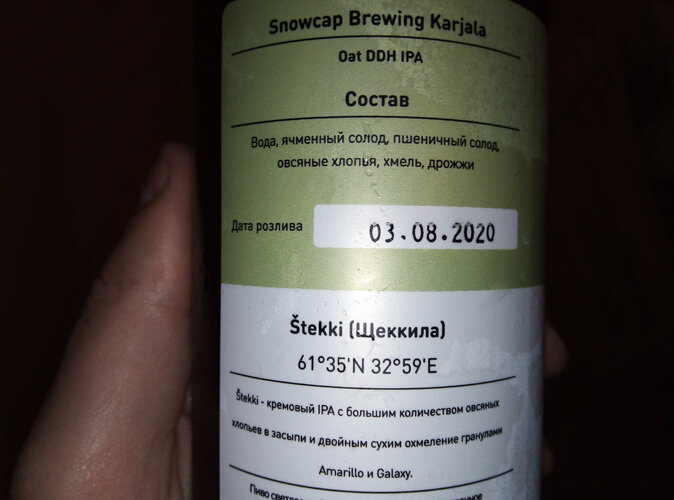 Snowcap Brewing Karjala
Oat DDH IPA
Состав
Вода, ячменный солод, пшеничный солод,
овсяные хлопья, хмель, дрожжи
Дата розлива 03.08.2020
Štekki (Щеккила)
61°35'N 32°59'E
Štekki - кремовый IPA с большим количеством овсяных
хлопьев в засыпи и двойным сухим охмеление гранулами
Amarillo и Galaxy.
Пиво